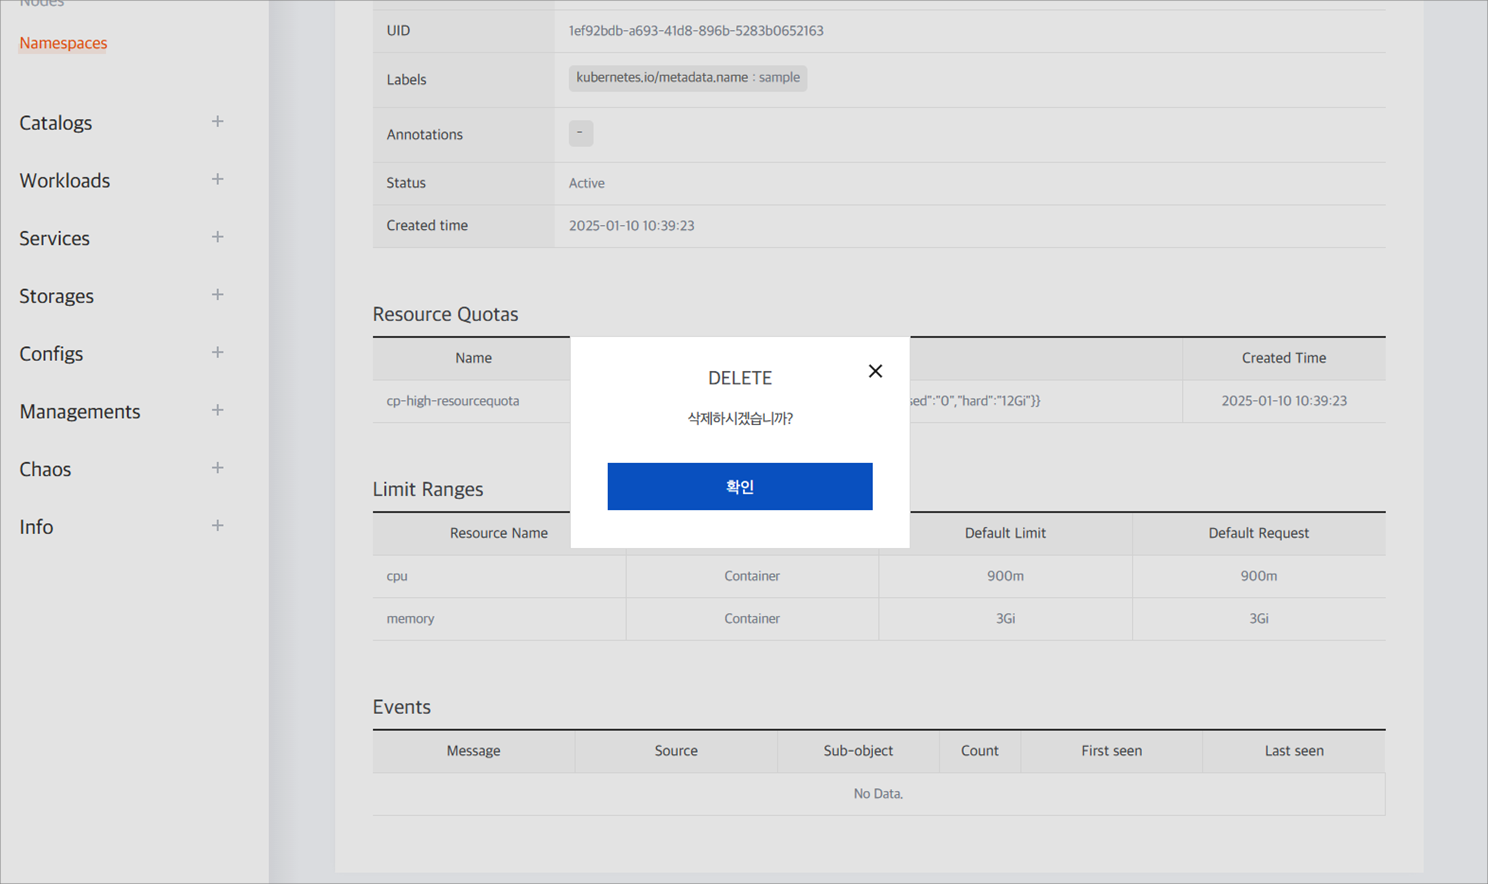 Nodes
Namespaces
Catalogs +
Workloads +
Services +
Storages +
Configs +
Managements +
Chaos +
Info +
UID 1ef92bdb-a693-41d8-896b-5283b0652163
Labels kubernetes.io/metadata.name : sample
Annotations -
Status Active
Created time 2025-01-10 10:39:23
Resource Quotas
Name Created Time
cp-high-resourcequota ":"0","hard":"12Gi"}} 2025-01-10 10:39:23
DELETE
삭제하시겠습니까?
확인
Limit Ranges
Resource Name Default Limit Default Request
cpu Container 900m 900m
memory Container 3Gi 3Gi
Events
Message Source Sub-object Count First seen Last seen
No Data.